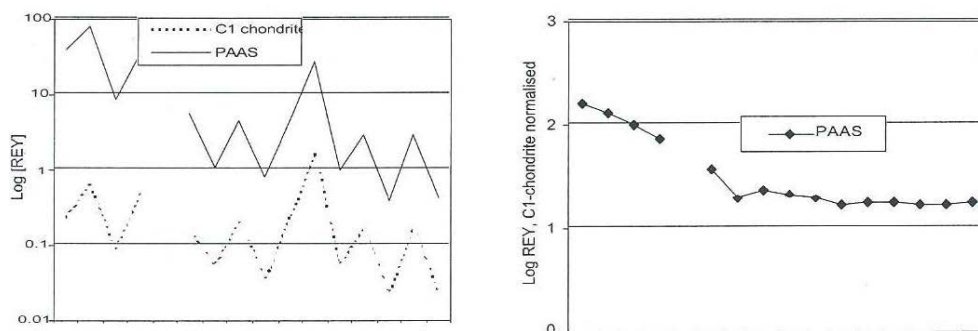 100
10
1
0.1
0.01
Log [REY]
C1 chondrite
PAAS
3
2
1
0
Log REY, C1-chondrite normalised
PAAS